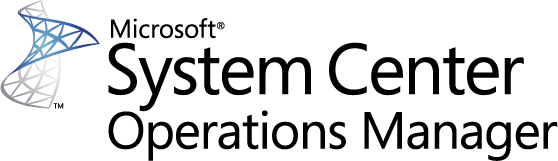 Microsoft®
System Center
™
Operations Manager